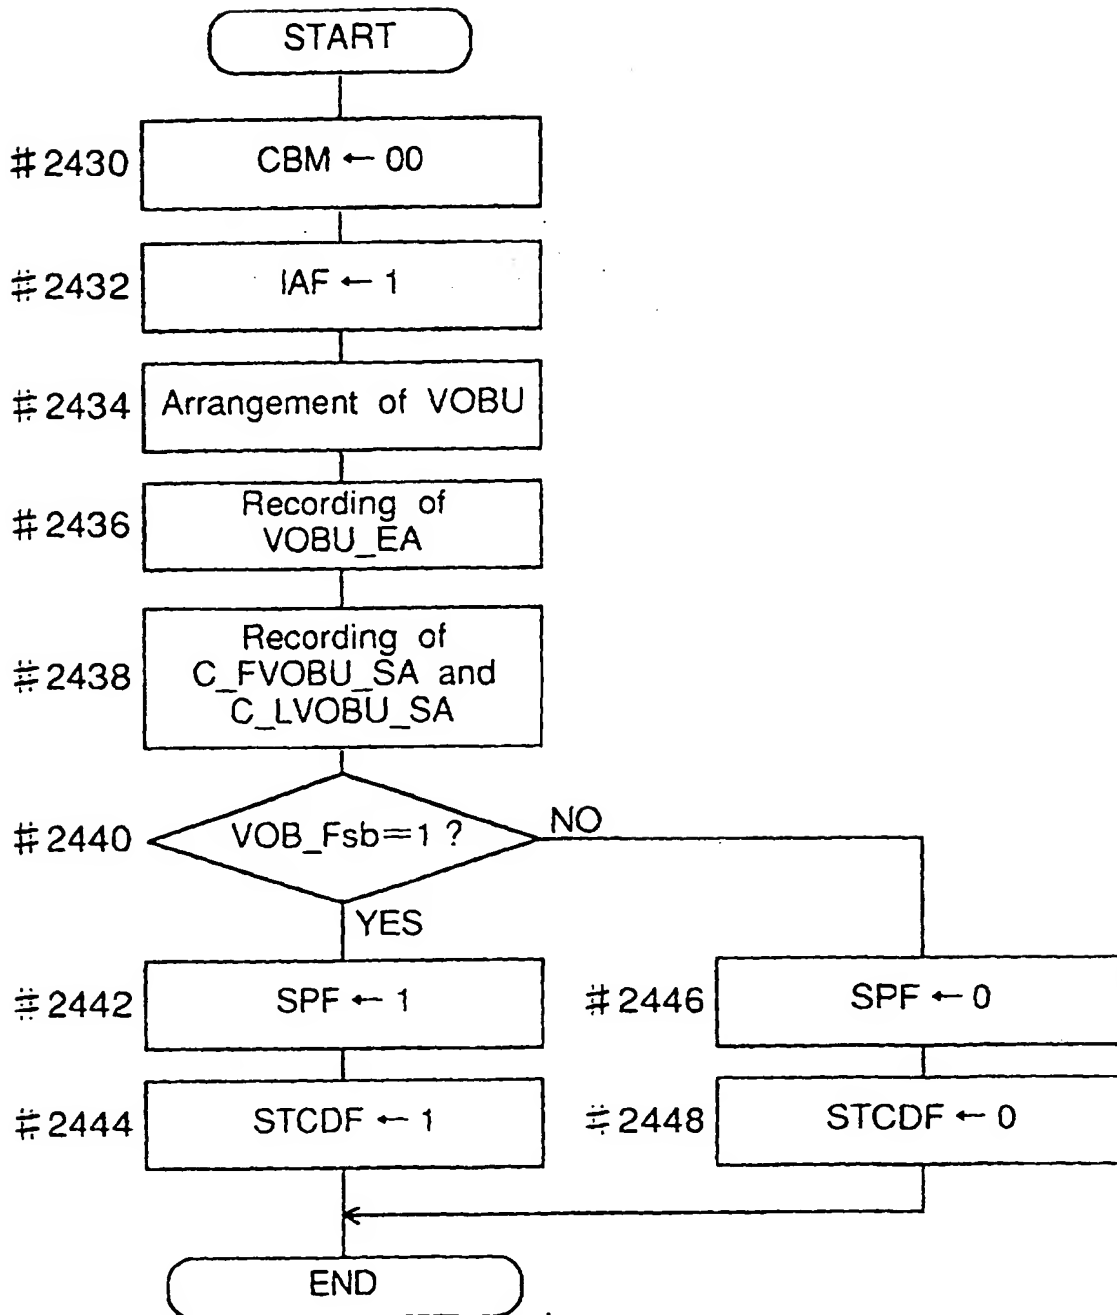 START
#2430
CBM ← 00
#2432
IAF ← 1
#2434
Arrangement of VOBU
#2436
Recording of
VOBU_EA
#2438
Recording of
C_FVOBU_SA and
C_LVOBU_SA
#2440
VOB_Fsb=1 ?
NO
YES
#2442
SPF ← 1
#2446
SPF ← 0
#2444
STCDF ← 1
#2448
STCDF ← 0
END